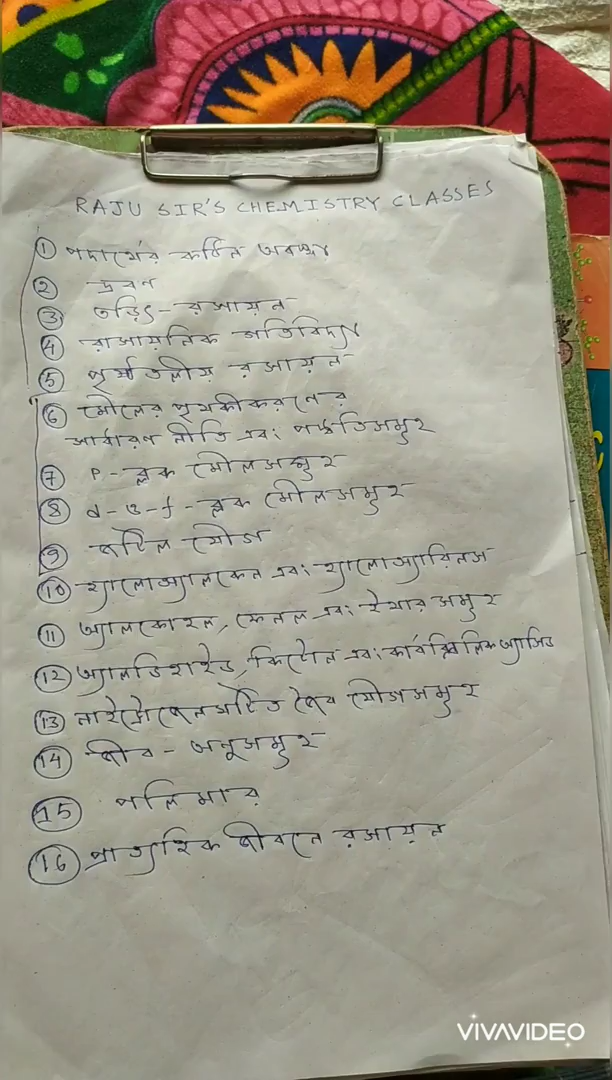 RAJU SIR'S CHEMISTRY CLASSES
① পদার্থের কঠিন অবস্থা
② দ্রবণ
③ তড়িৎ-রসায়ন
④ রাসায়নিক গতিবিদ্যা
⑤ পৃষ্ঠতলীয় রসায়ন
⑥ মৌলের পৃথকীকরণের
সাধারণ নীতি এবং পদ্ধতিসমূহ
⑦ P-ব্লক মৌলসমূহ
⑧ d-ও-f-ব্লক মৌলসমূহ
⑨ জটিল যৌগ
⑩ হ্যালোঅ্যালকেন এবং হ্যালোঅ্যারিনস
⑪ অ্যালকোহল, ফেনল এবং ইথার সমূহ
⑫ অ্যালডিহাইড, কিটোন এবং কার্বক্সিলিক অ্যাসিড
⑬ নাইট্রোজেনঘটিত জৈব যৌগসমূহ
⑭ জীব-অনুসমূহ
⑮ পলিমার
⑯ প্রাত্যহিক জীবনে রসায়ন
VIVAVIDEO